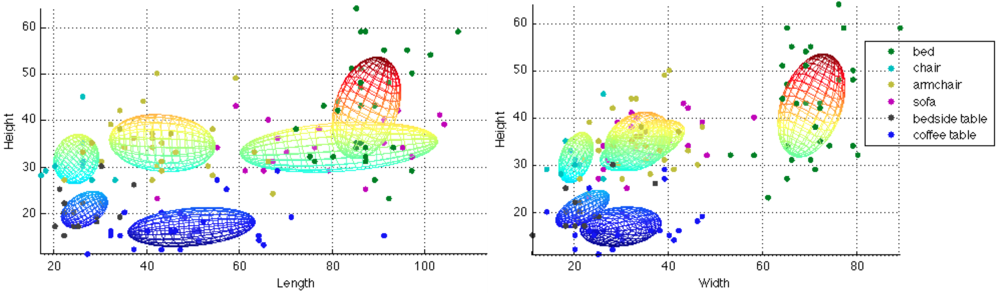 60
50
40
30
20
Height
20 40 60 80 100
Length
60
50
40
30
20
Height
20 40 60 80
Width
bed
chair
armchair
sofa
bedside table
coffee table